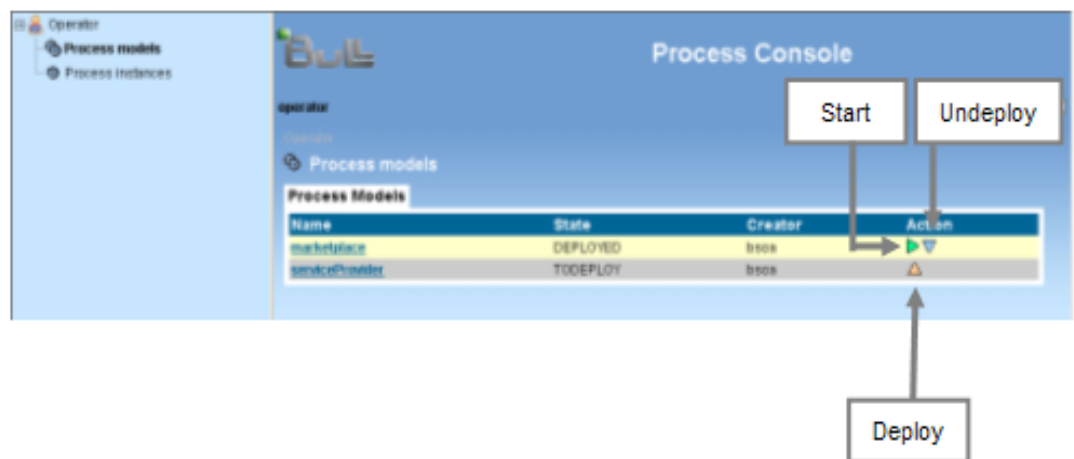 Operator
Process models
Process instances
Bull
Process Console
operator
Operator
Process models
Process Models
Name State Creator Action
marketplace DEPLOYED bsoa
serviceProvider TODEPLOY bsoa
Start
Undeploy
Deploy